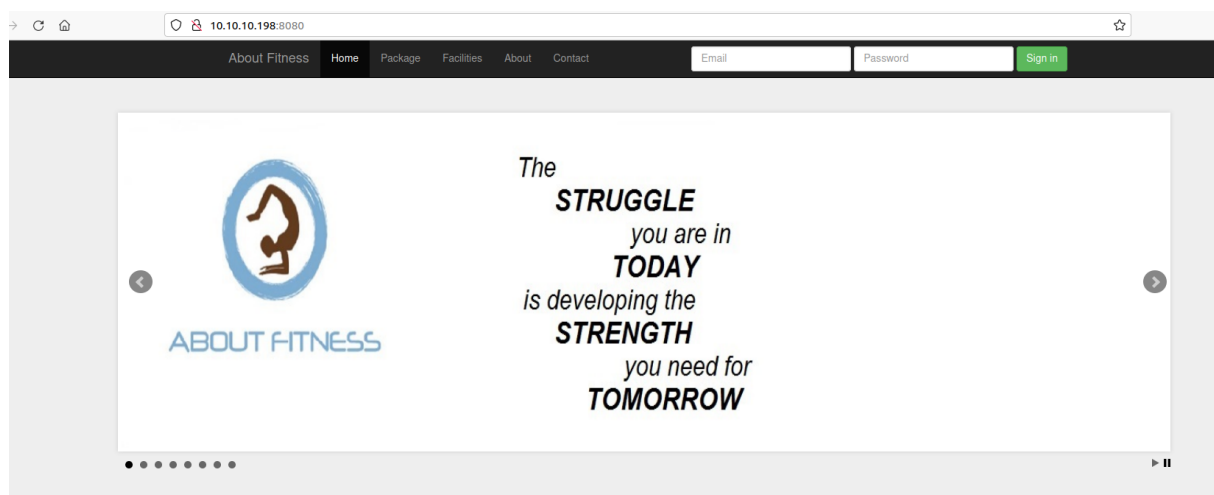 10.10.10.198:8080
About Fitness Home Package Facilities About Contact Email Password Sign in
The
STRUGGLE
you are in
TODAY
is developing the
STRENGTH
you need for
TOMORROW
ABOUT FITNESS